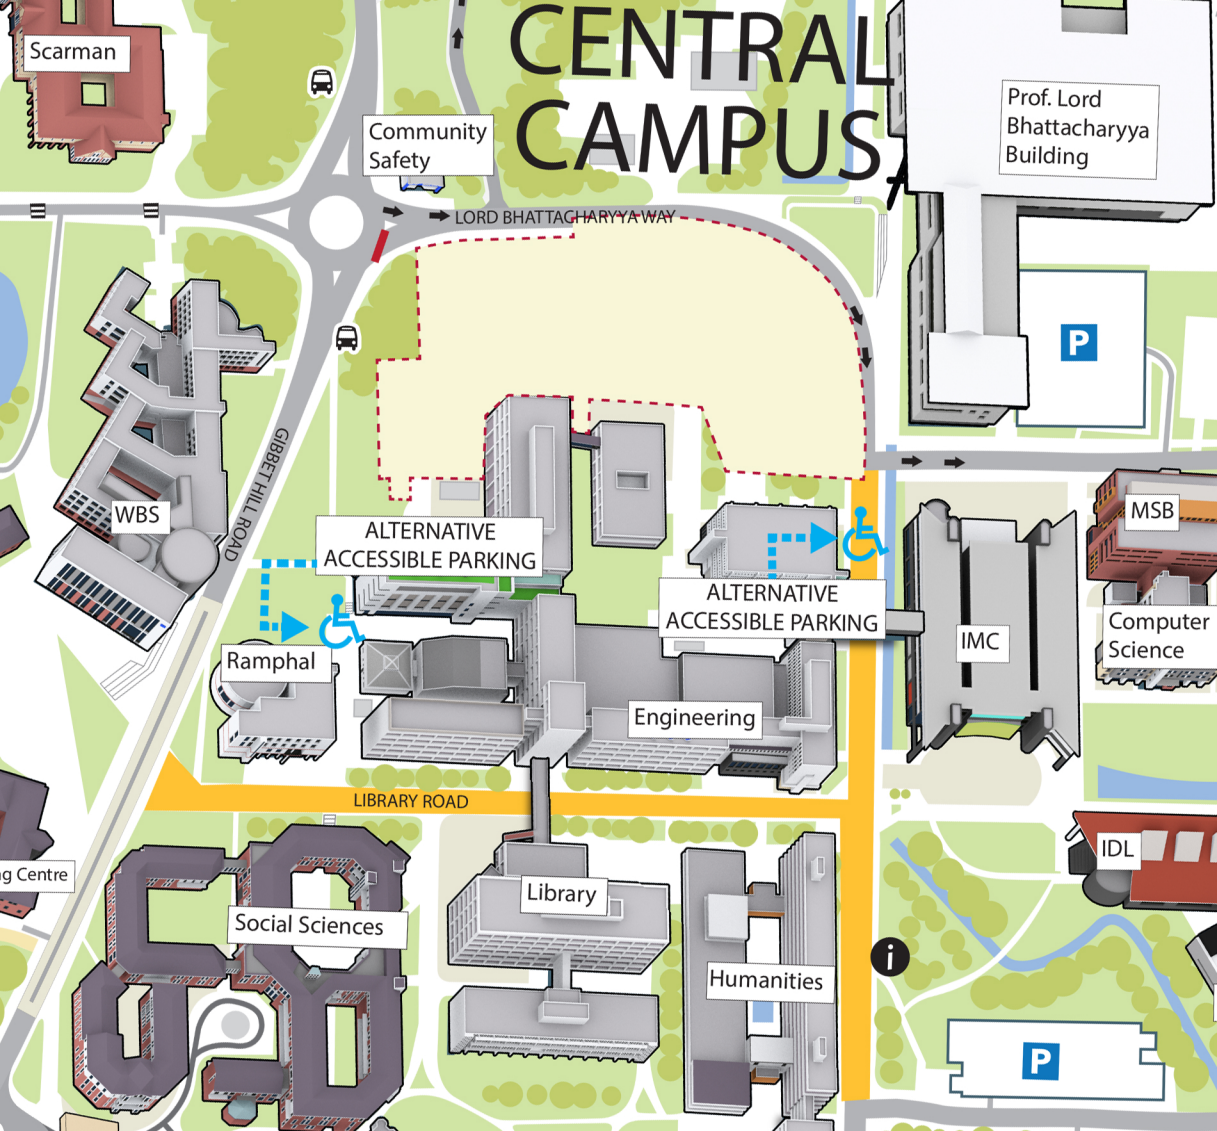 CENTRAL
CAMPUS
Scarman
Community
Safety
Prof. Lord
Bhattacharyya
Building
LORD BHATTACHARYYA WAY
P
GIBBET HILL ROAD
WBS
ALTERNATIVE
ACCESSIBLE PARKING
MSB
ALTERNATIVE
ACCESSIBLE PARKING
IMC
Computer
Science
Ramphal
Engineering
LIBRARY ROAD
IDL
g Centre
Library
Social Sciences
i
Humanities
P